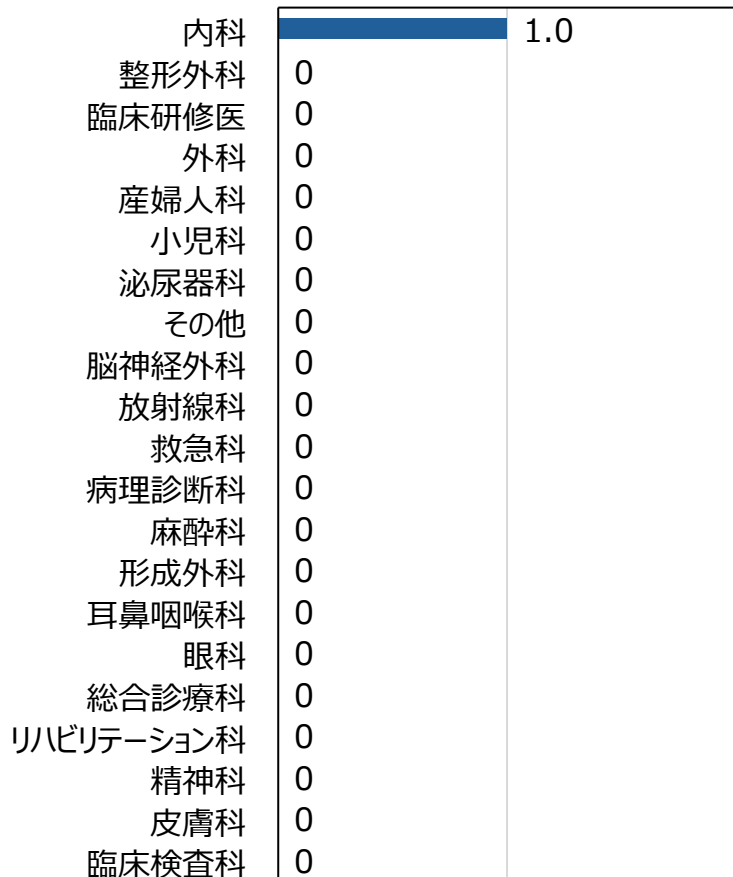 内科 1.0
整形外科 0
臨床研修医 0
外科 0
産婦人科 0
小児科 0
泌尿器科 0
その他 0
脳神経外科 0
放射線科 0
救急科 0
病理診断科 0
麻酔科 0
形成外科 0
耳鼻咽喉科 0
眼科 0
総合診療科 0
リハビリテーション科 0
精神科 0
皮膚科 0
臨床検査科 0